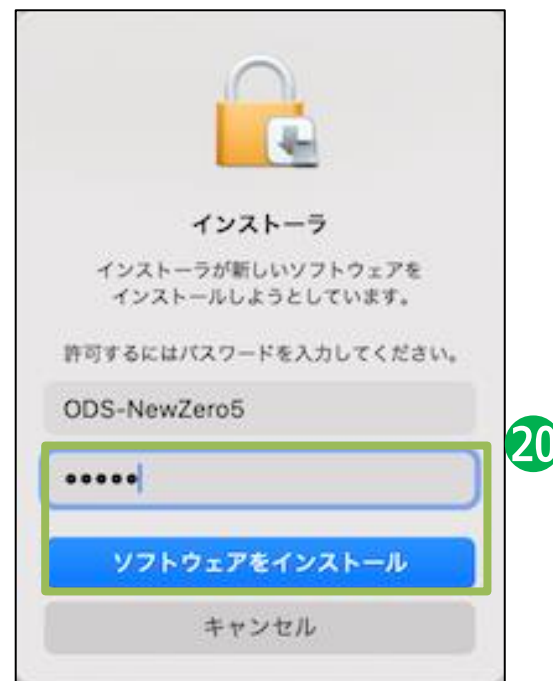 インストーラ
インストーラが新しいソフトウェアを
インストールしようとしています。
許可するにはパスワードを入力してください。
ODS-NewZero5
•••••
20
ソフトウェアをインストール
キャンセル